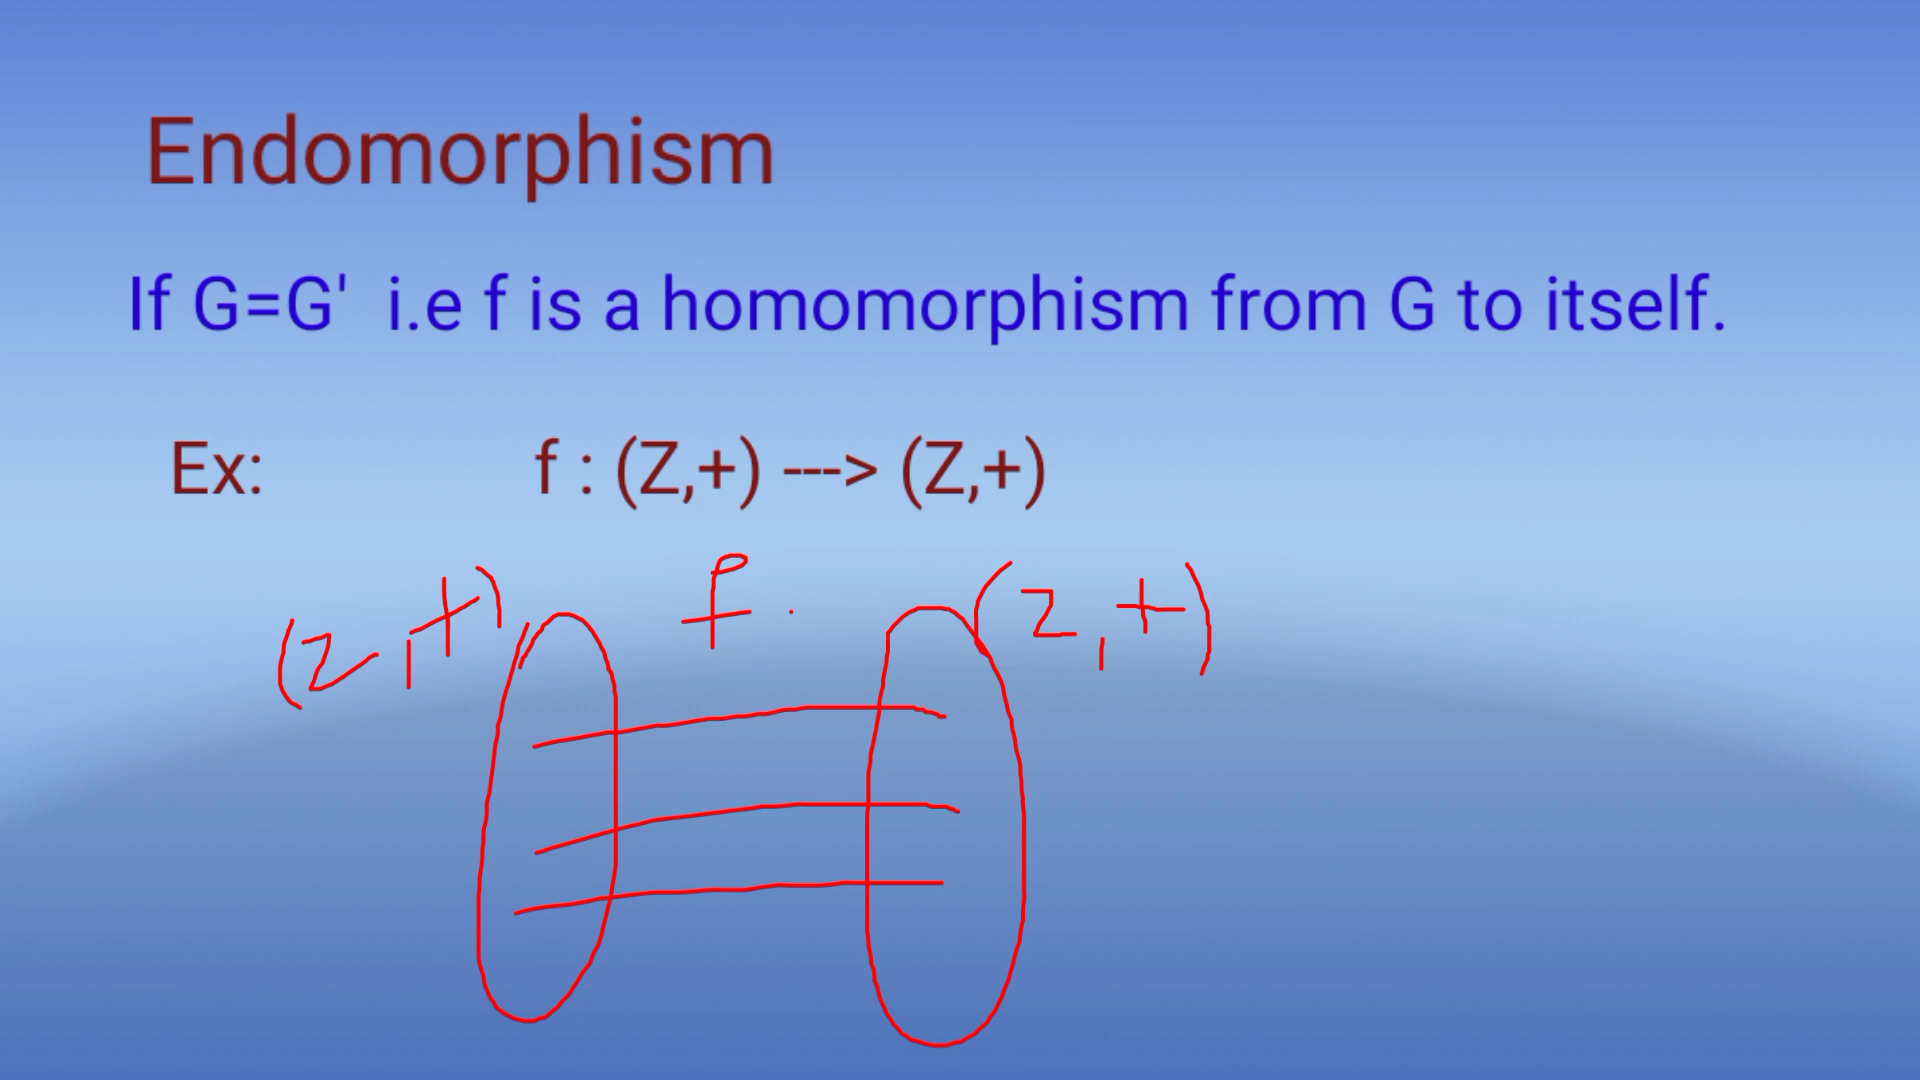 Endomorphism
If G=G' i.e f is a homomorphism from G to itself.
Ex: f : (Z,+) ---> (Z,+)
(Z,+) f . (Z,+)